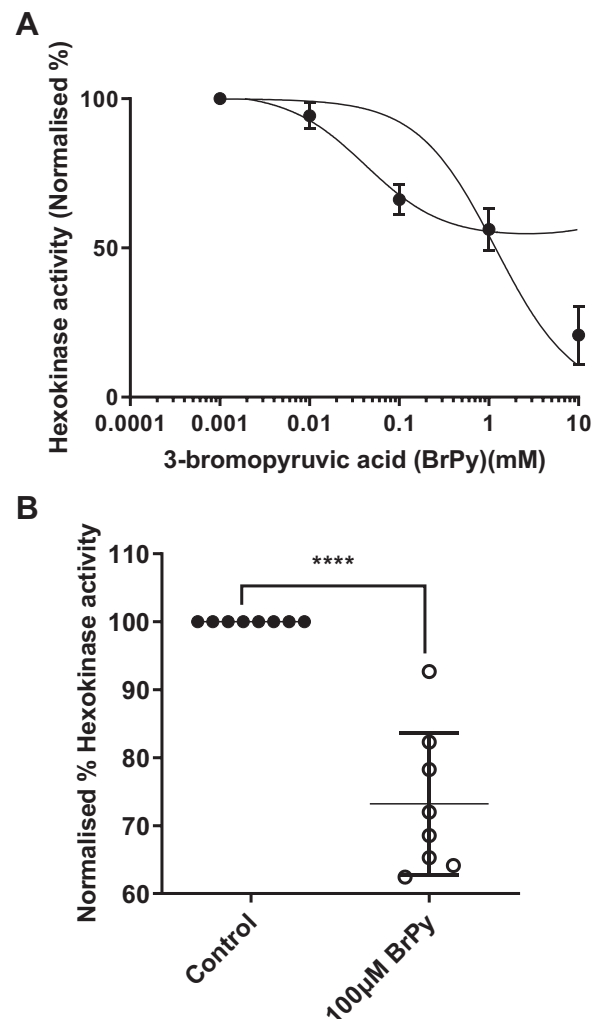 A
Hexokinase activity (Normalised %)
100
50
0
0.0001 0.001 0.01 0.1 1 10
3-bromopyruvic acid (BrPy)(mM)
B
Normalised % Hexokinase activity
110
100
90
80
70
60
****
Control
100µM BrPy